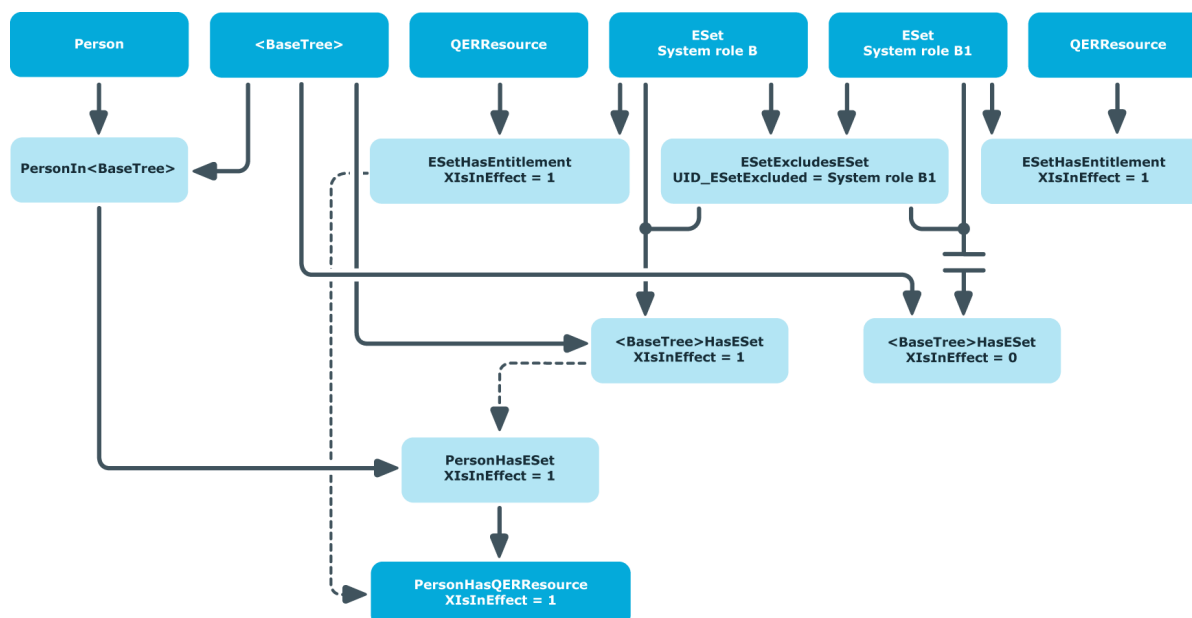 Person
<BaseTree>
QERResource
ESet
System role B
ESet
System role B1
QERResource
PersonIn<BaseTree>
ESetHasEntitlement
XIsInEffect = 1
ESetExcludesESet
UID_ESetExcluded = System role B1
ESetHasEntitlement
XIsInEffect = 1
<BaseTree>HasESet
XIsInEffect = 1
<BaseTree>HasESet
XIsInEffect = 0
PersonHasESet
XIsInEffect = 1
PersonHasQERResource
XIsInEffect = 1